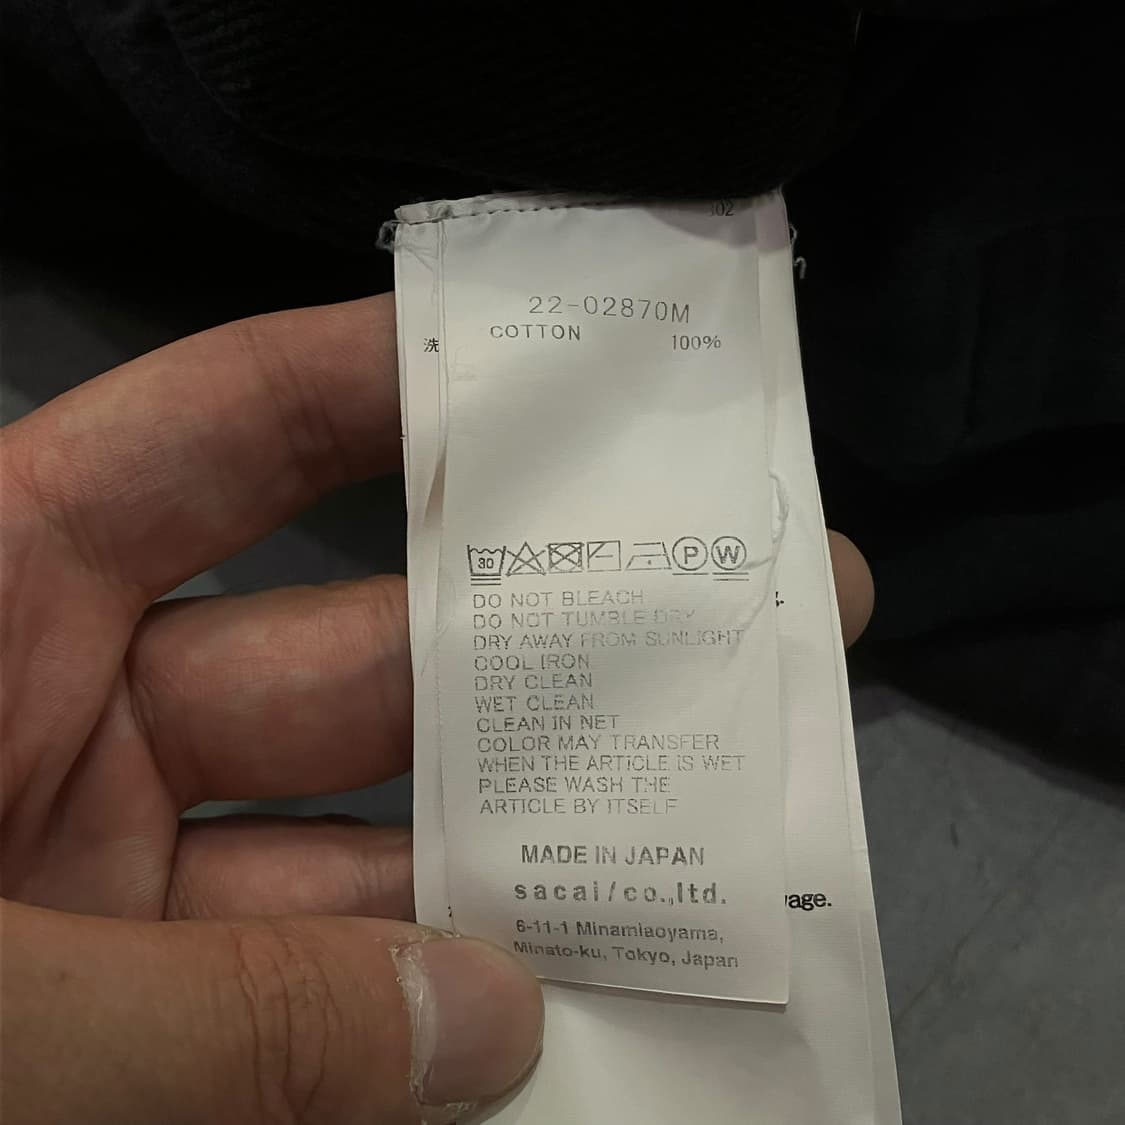 22-02870M
COTTON 100%
洗
30
P W
DO NOT BLEACH
DO NOT TUMBLE DRY
DRY AWAY FROM SUNLIGHT
COOL IRON
DRY CLEAN
WET CLEAN
CLEAN IN NET
COLOR MAY TRANSFER
WHEN THE ARTICLE IS WET
PLEASE WASH THE
ARTICLE BY ITSELF
MADE IN JAPAN
sacai/co.,ltd.
6-11-1 Minamiaoyama,
Minato-ku, Tokyo, Japan